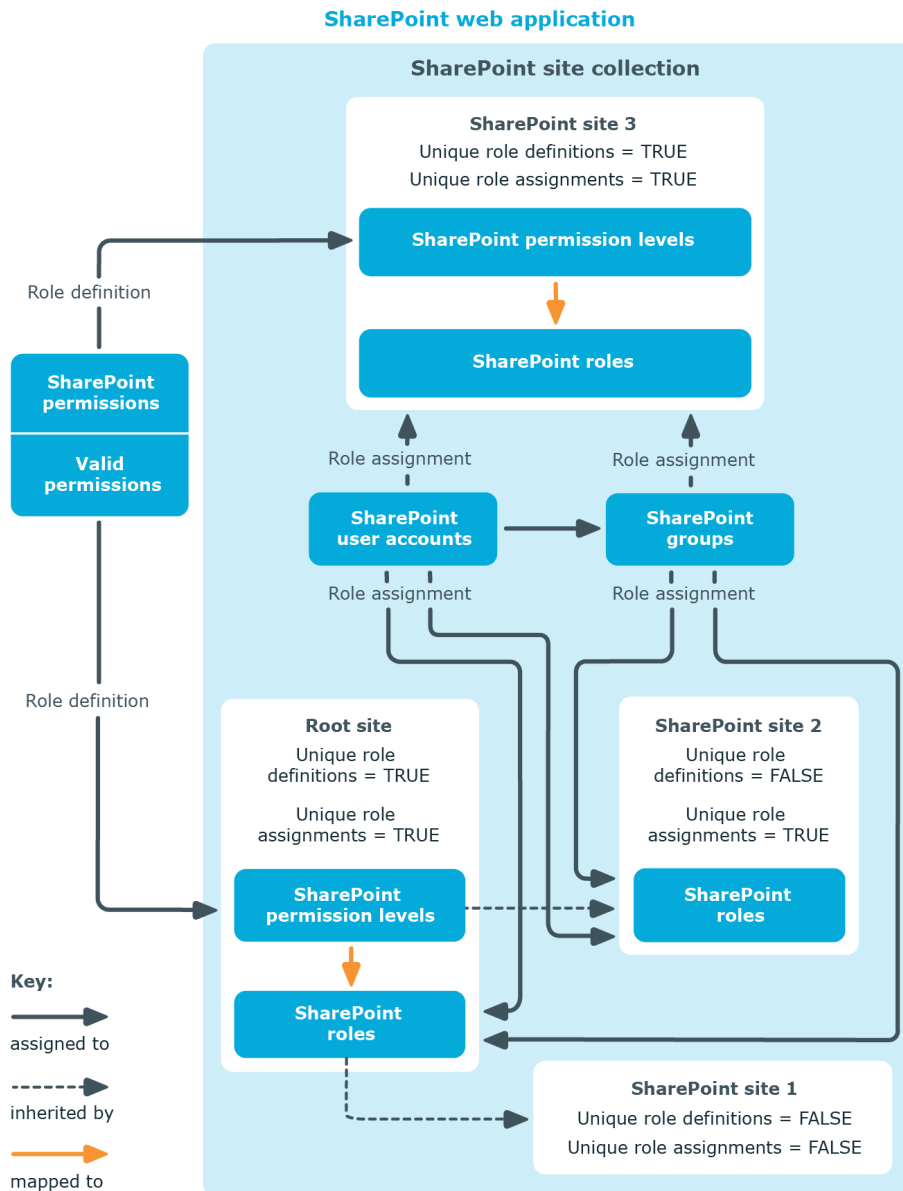 SharePoint web application
SharePoint site collection
SharePoint site 3
Unique role definitions = TRUE
Unique role assignments = TRUE
SharePoint permission levels
Role definition
SharePoint roles
SharePoint
permissions
Valid
permissions
Role assignment
Role assignment
SharePoint
user accounts
SharePoint
groups
Role assignment
Role assignment
Role definition
Root site
Unique role
definitions = TRUE
Unique role
assignments = TRUE
SharePoint
permission levels
SharePoint
roles
SharePoint site 2
Unique role
definitions = FALSE
Unique role
assignments = TRUE
SharePoint
roles
SharePoint site 1
Unique role definitions = FALSE
Unique role assignments = FALSE
Key:
assigned to
inherited by
mapped to